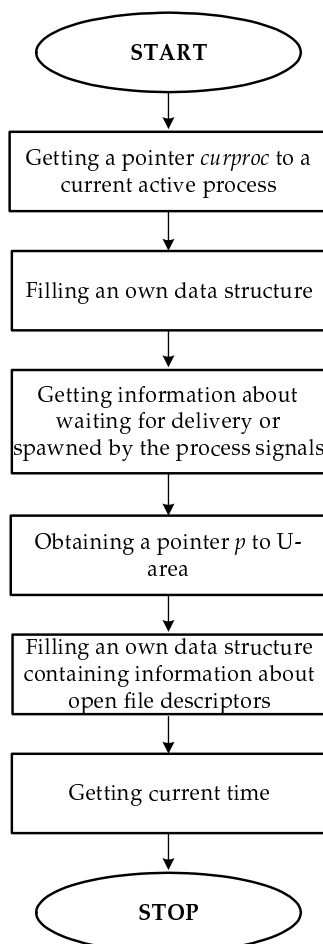 START
Getting a pointer curproc to a
current active process
Filling an own data structure
Getting information about
waiting for delivery or
spawned by the process signals
Obtaining a pointer p to U-
area
Filling an own data structure
containing information about
open file descriptors
Getting current time
STOP